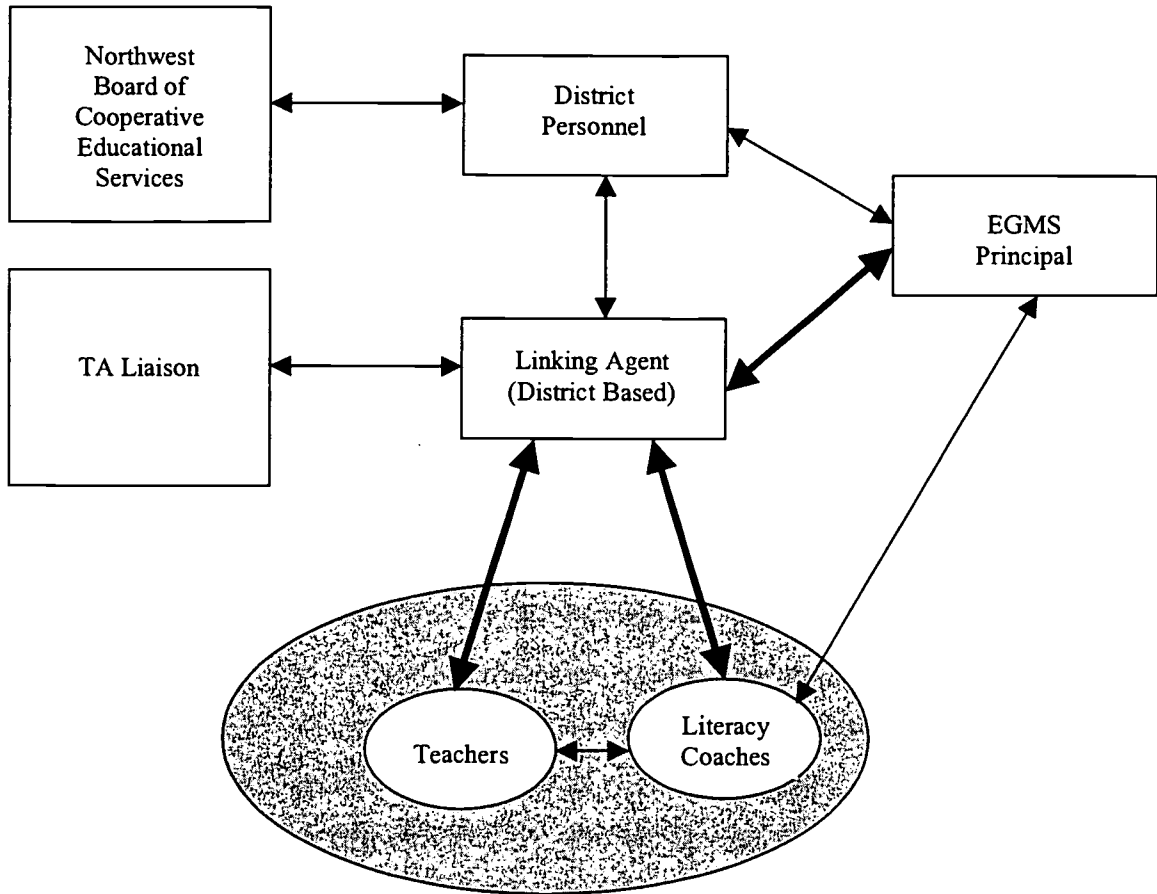 Northwest
Board of
Cooperative
Educational
Services
District
Personnel
EGMS
Principal
TA Liaison
Linking Agent
(District Based)
Teachers
Literacy
Coaches